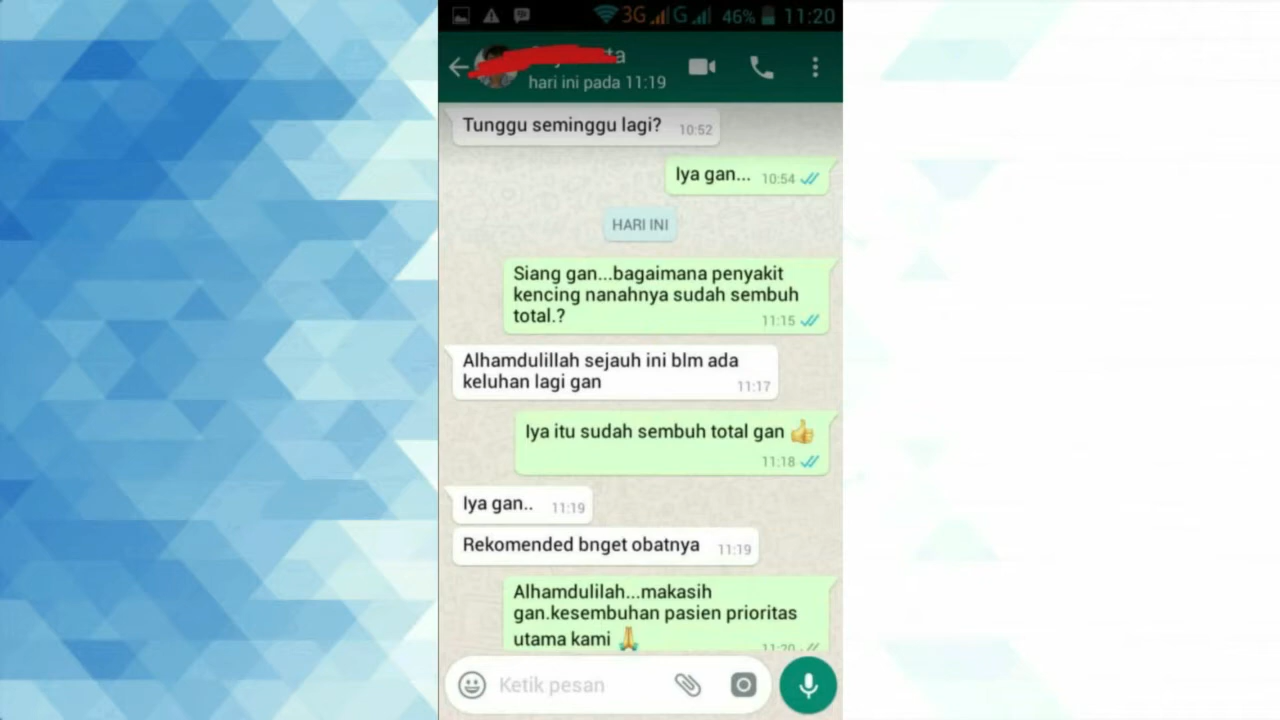 3G G 46% 11:20
hari ini pada 11:19
Tunggu seminggu lagi? 10:52
Iya gan... 10:54
HARI INI
Siang gan...bagaimana penyakit
kencing nanahnya sudah sembuh
total.? 11:15
Alhamdulillah sejauh ini blm ada
keluhan lagi gan 11:17
Iya itu sudah sembuh total gan 👍
11:18
Iya gan.. 11:19
Rekomended bnget obatnya 11:19
Alhamdulilah...makasih
gan.kesembuhan pasien prioritas
utama kami 🙏 11:20
Ketik pesan